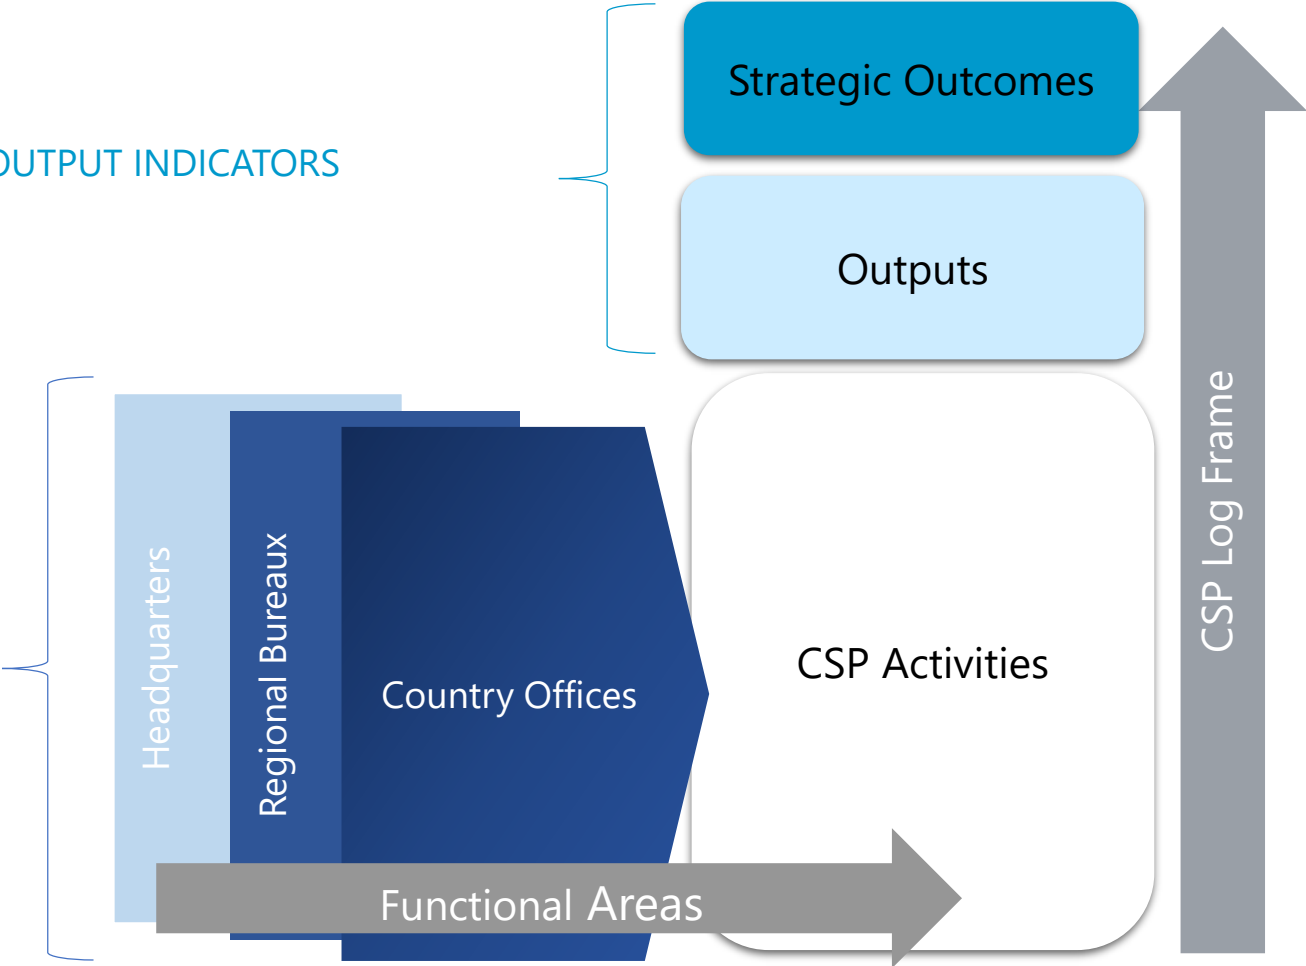 Strategic Outcomes
OUTPUT INDICATORS
Outputs
CSP Log Frame
Headquarters
Regional Bureaux
Country Offices
CSP Activities
Functional Areas